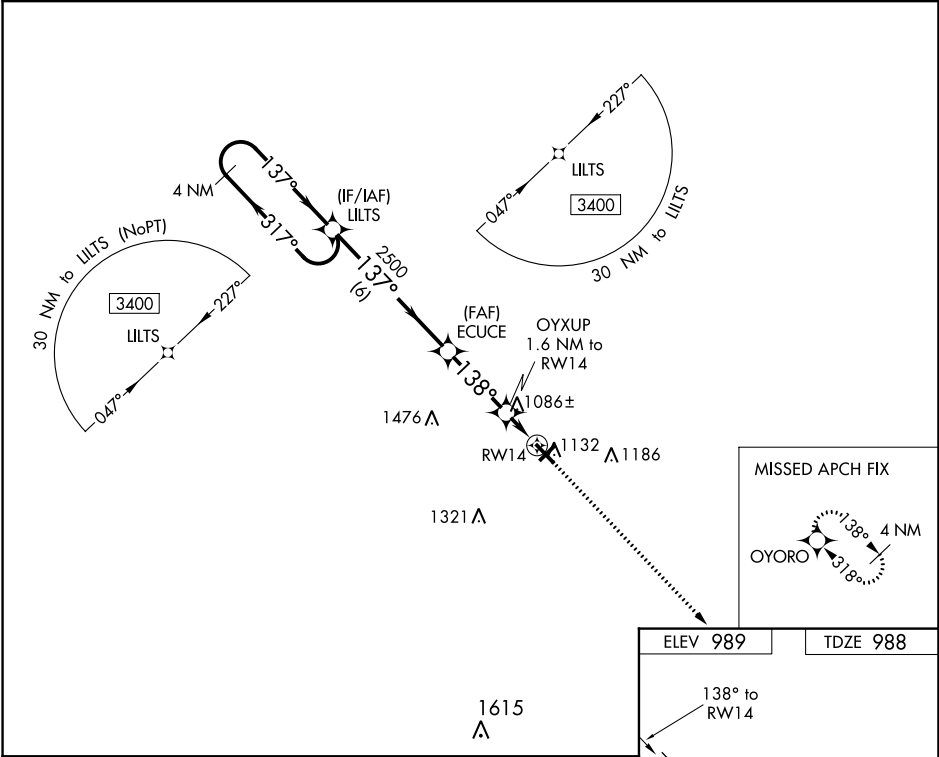 227°
LILTS
047°
3400
30 NM to LILTS
4 NM
137°
317°
(IF/IAF)
LILTS
2500
137°
(6)
30 NM to LILTS (NoPT)
3400
227°
LILTS
047°
(FAF)
ECUCE
138°
OYXUP
1.6 NM to
RW14
1086±
1476
RW14
1132
1186
1321
1615
MISSED APCH FIX
138°
4 NM
OYORO
318°
ELEV 989
TDZE 988
138° to
RW14